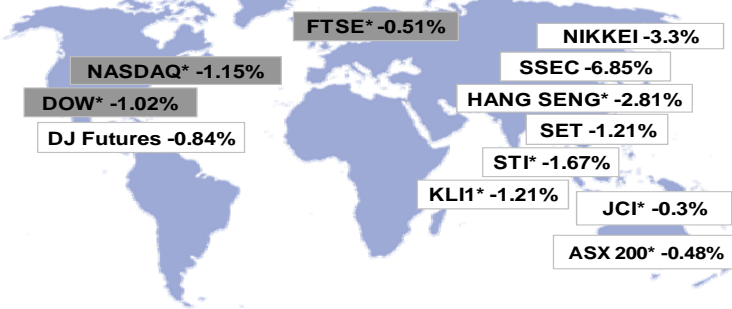 FTSE* -0.51%
NIKKEI -3.3%
NASDAQ* -1.15%
SSEC -6.85%
DOW* -1.02%
HANG SENG* -2.81%
DJ Futures -0.84%
SET -1.21%
STI* -1.67%
KLI1* -1.21%
JCI* -0.3%
ASX 200* -0.48%